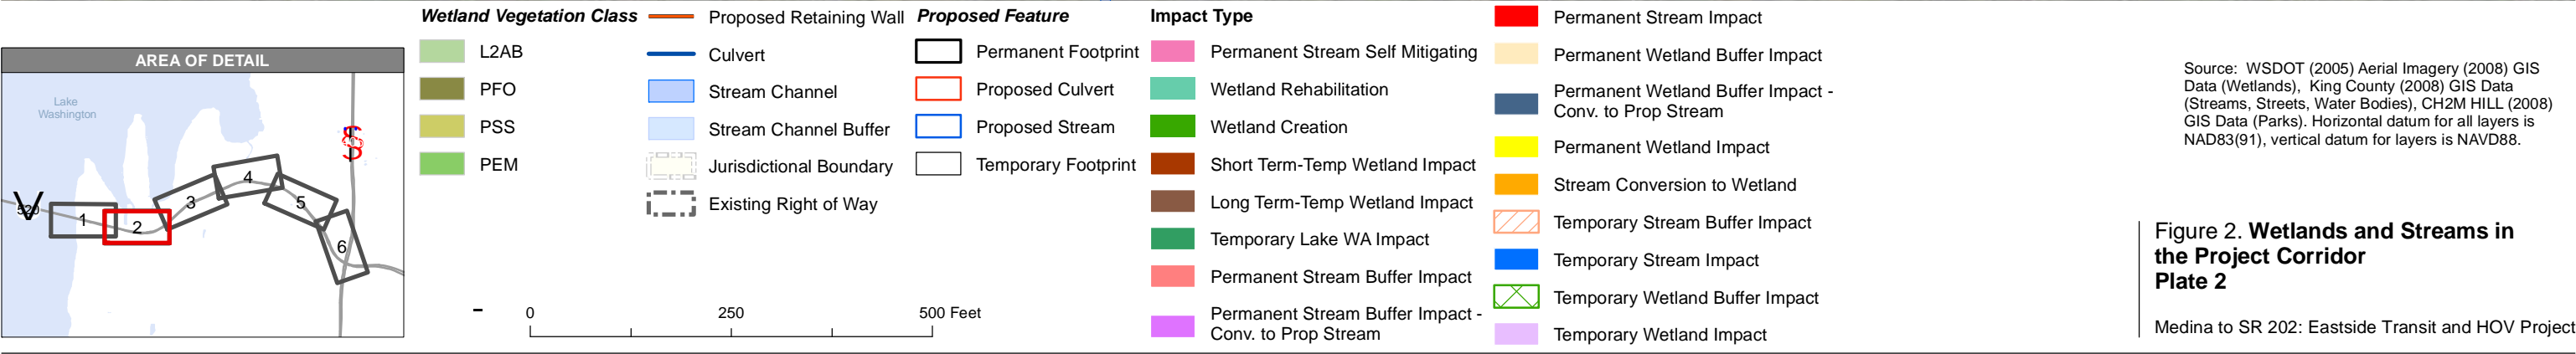 AREA OF DETAIL
Lake
Washington
520
1
2
3
4
5
6
Wetland Vegetation Class
L2AB
PFO
PSS
PEM
Proposed Retaining Wall
Culvert
Stream Channel
Stream Channel Buffer
Jurisdictional Boundary
Existing Right of Way
Proposed Feature
Permanent Footprint
Proposed Culvert
Proposed Stream
Temporary Footprint
0 250 500 Feet
Impact Type
Permanent Stream Self Mitigating
Wetland Rehabilitation
Wetland Creation
Short Term-Temp Wetland Impact
Long Term-Temp Wetland Impact
Temporary Lake WA Impact
Permanent Stream Buffer Impact
Permanent Stream Buffer Impact -
Conv. to Prop Stream
Permanent Stream Impact
Permanent Wetland Buffer Impact
Permanent Wetland Buffer Impact -
Conv. to Prop Stream
Permanent Wetland Impact
Stream Conversion to Wetland
Temporary Stream Buffer Impact
Temporary Stream Impact
Temporary Wetland Buffer Impact
Temporary Wetland Impact
Source:  WSDOT (2005) Aerial Imagery (2008) GIS
Data (Wetlands),  King County (2008) GIS Data
(Streams, Streets, Water Bodies), CH2M HILL (2008)
GIS Data (Parks). Horizontal datum for all layers is
NAD83(91), vertical datum for layers is NAVD88.
Figure 2. Wetlands and Streams in
the Project Corridor
Plate 2
Medina to SR 202: Eastside Transit and HOV Project